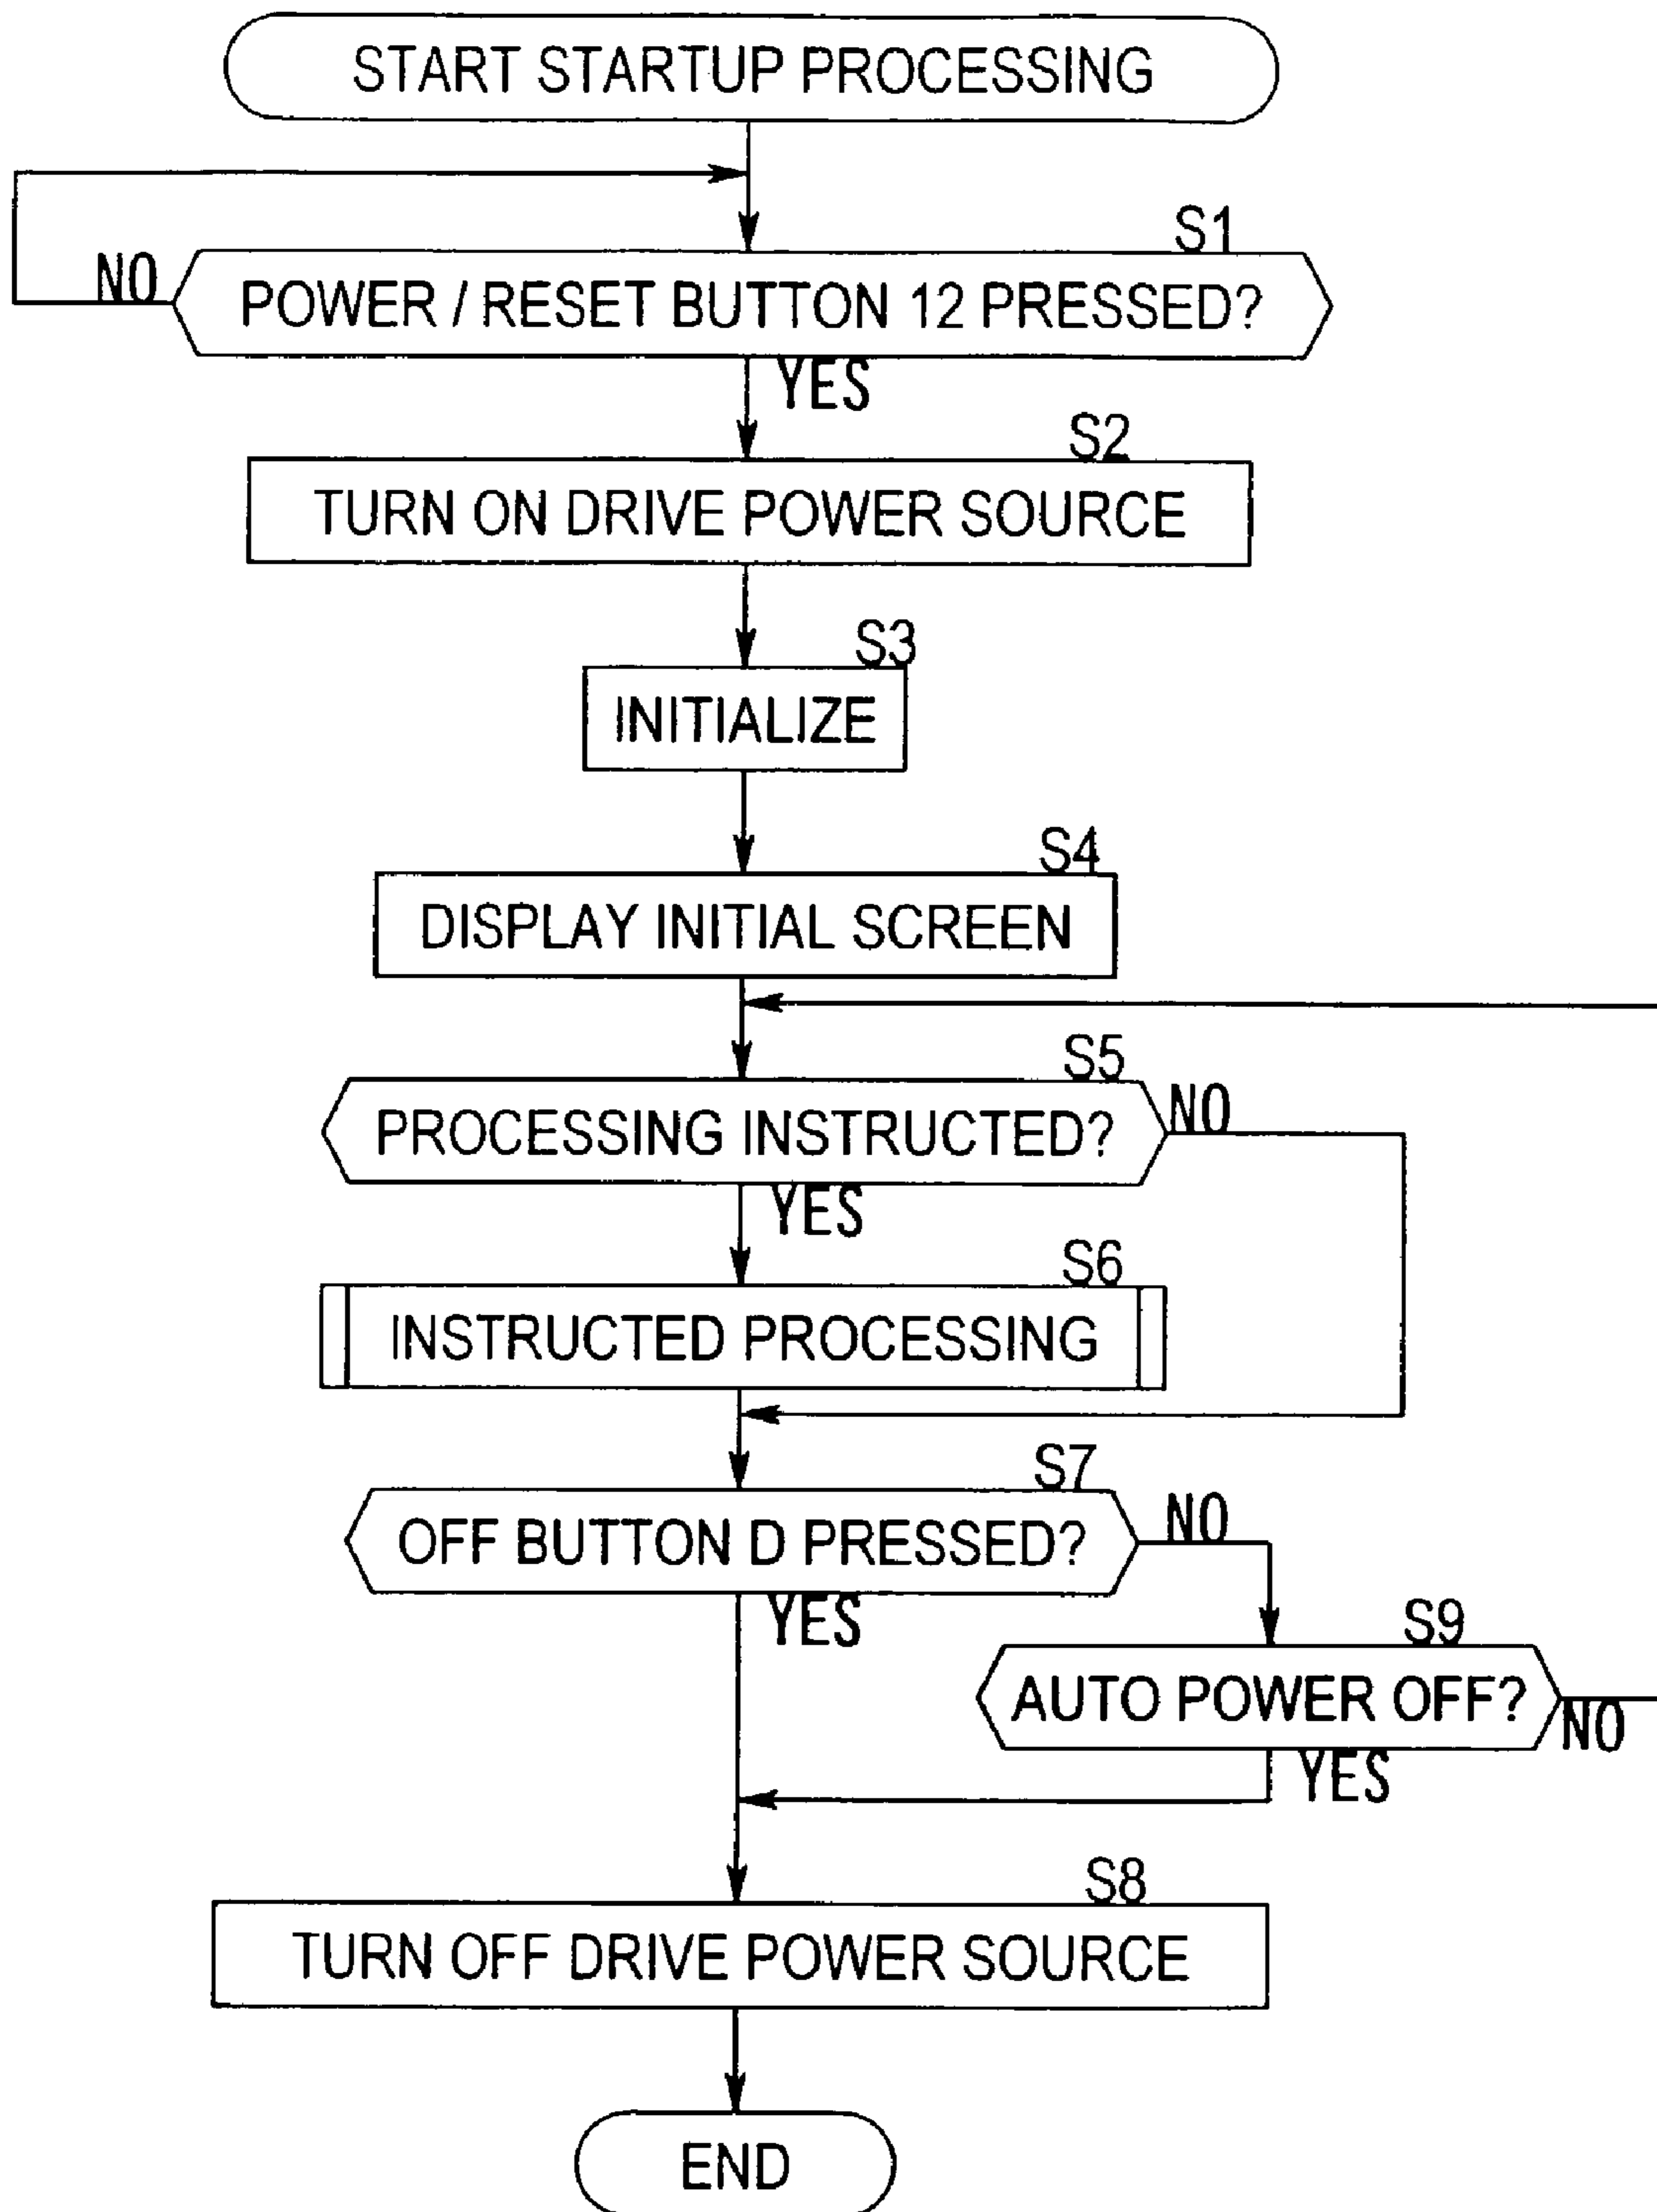 START STARTUP PROCESSING
S1
NO
POWER / RESET BUTTON 12 PRESSED?
YES
S2
TURN ON DRIVE POWER SOURCE
S3
INITIALIZE
S4
DISPLAY INITIAL SCREEN
S5
PROCESSING INSTRUCTED?
NO
YES
S6
INSTRUCTED PROCESSING
S7
OFF BUTTON D PRESSED?
NO
YES
S9
AUTO POWER OFF?
NO
YES
S8
TURN OFF DRIVE POWER SOURCE
END